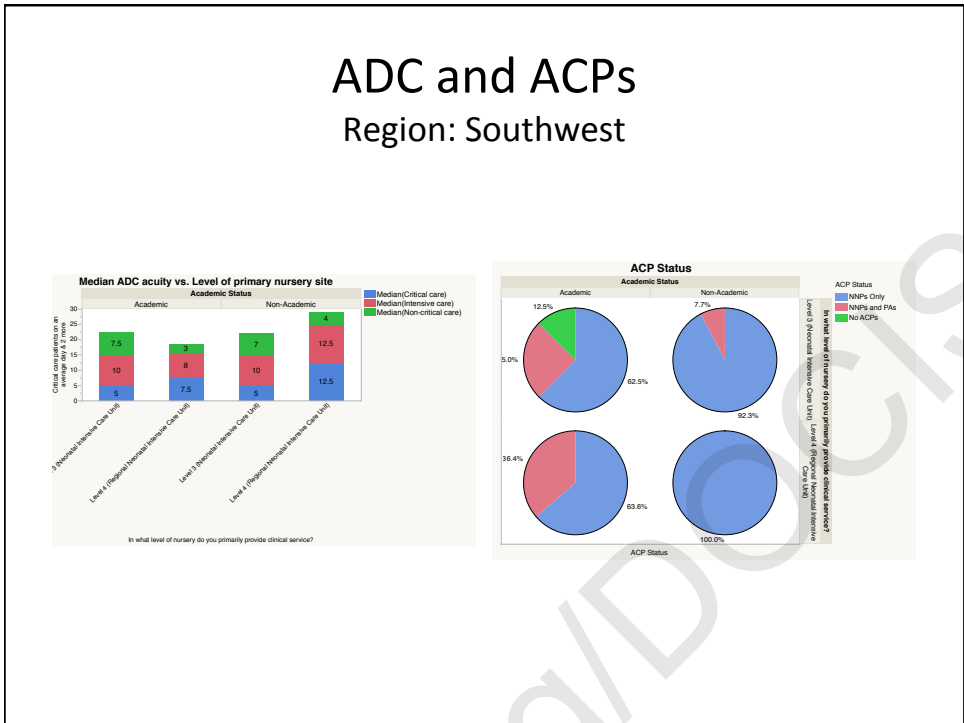 ADC and ACPs
Region: Southwest
Median ADC acuity vs. Level of primary nursery site
Academic Status
Academic Non-Academic
Critical care patients on an
average day & 2 more
30
25
20
15
10
5
0
7.5
10
5
3
8
7.5
7
10
5
4
12.5
12.5
3 (Neonatal Intensive Care Unit)
Level 4 (Regional Neonatal Intensive Care Unit)
Level 3 (Neonatal Intensive Care Unit)
Level 4 (Regional Neonatal Intensive Care Unit)
In what level of nursery do you primarily provide clinical service?
Median(Critical care)
Median(Intensive care)
Median(Non-critical care)
ACP Status
Academic Status
Academic Non-Academic
12.5%
5.0%
62.5%
7.7%
92.3%
36.4%
63.6%
100.0%
ACP Status
Level 3 (Neonatal Intensive Care Unit)
Level 4 (Regional Neonatal Intensive
Care Unit)
In what level of nursery do you primarily provide clinical service?
ACP Status
NNPs Only
NNPs and PAs
No ACPs
g/DOCIS